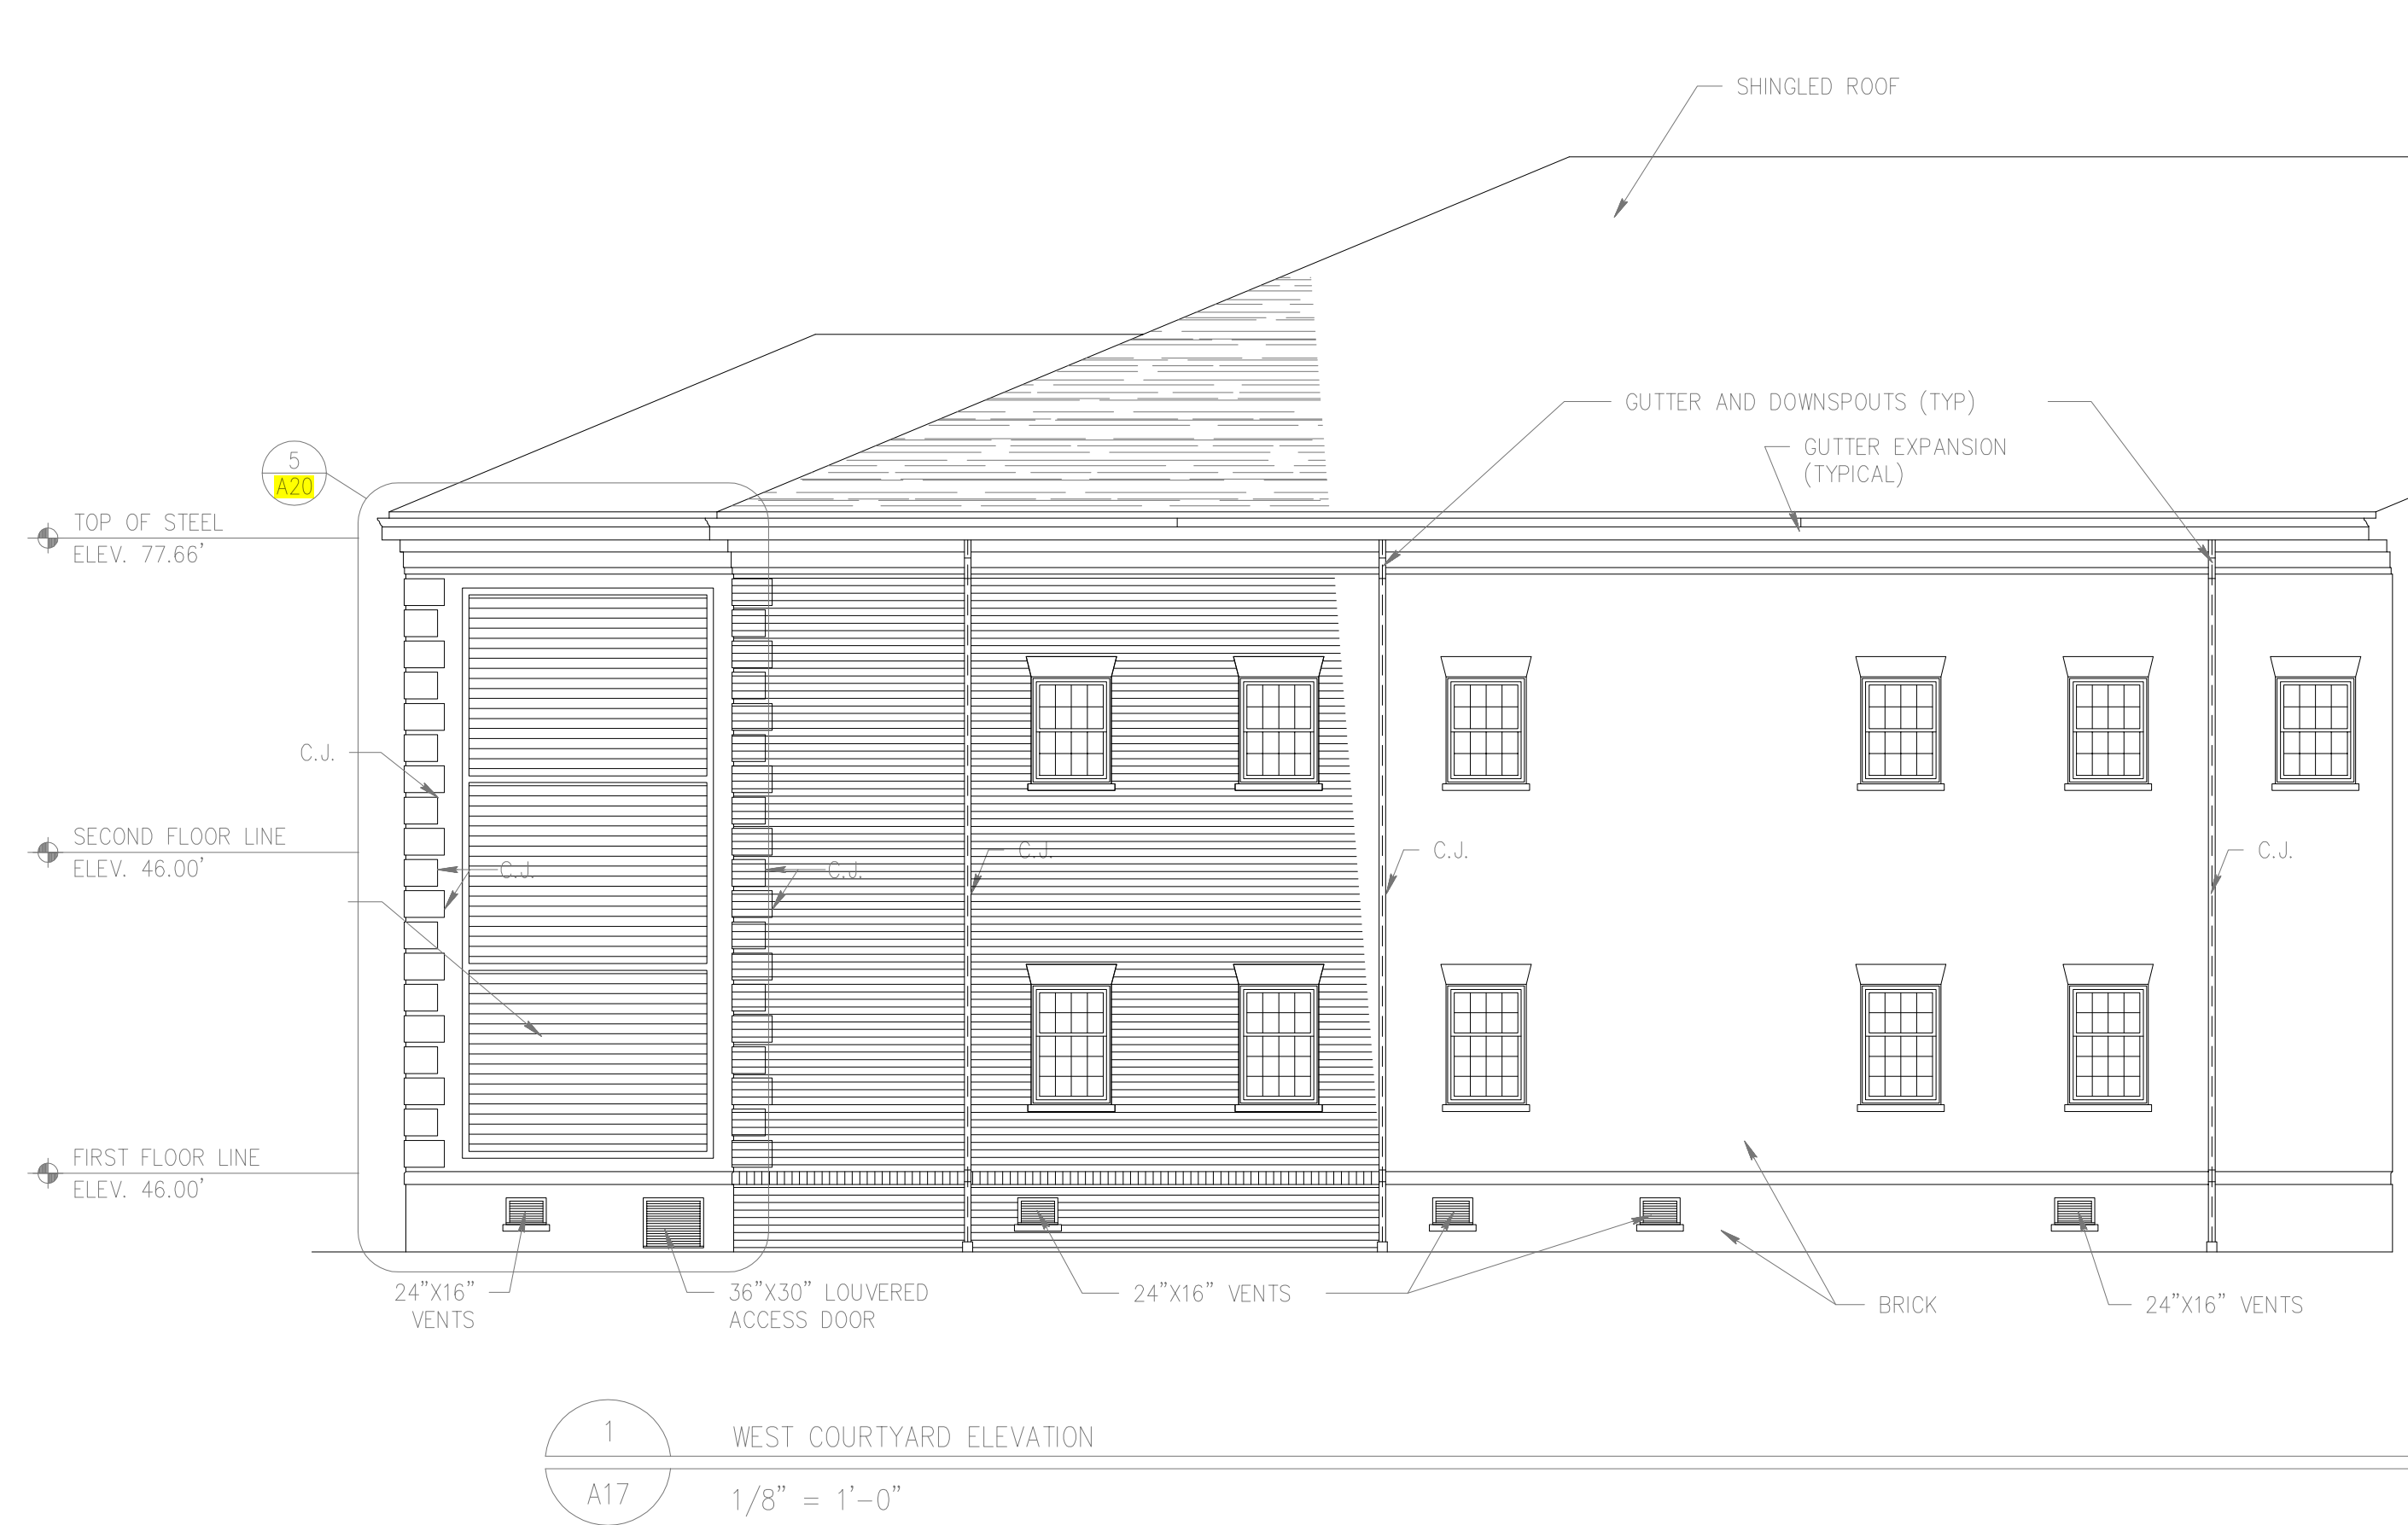 SHINGLED ROOF
GUTTER AND DOWNSPOUTS (TYP)
GUTTER EXPANSION
(TYPICAL)
5
A20
TOP OF STEEL
ELEV. 77.66'
C.J.
SECOND FLOOR LINE
ELEV. 46.00'
C.J.
C.J.
C.J.
C.J.
C.J.
FIRST FLOOR LINE
ELEV. 46.00'
24"X16"
VENTS
36"X30" LOUVERED
ACCESS DOOR
24"X16" VENTS
BRICK
24"X16" VENTS
1
A17
WEST COURTYARD ELEVATION
1/8" = 1'-0"